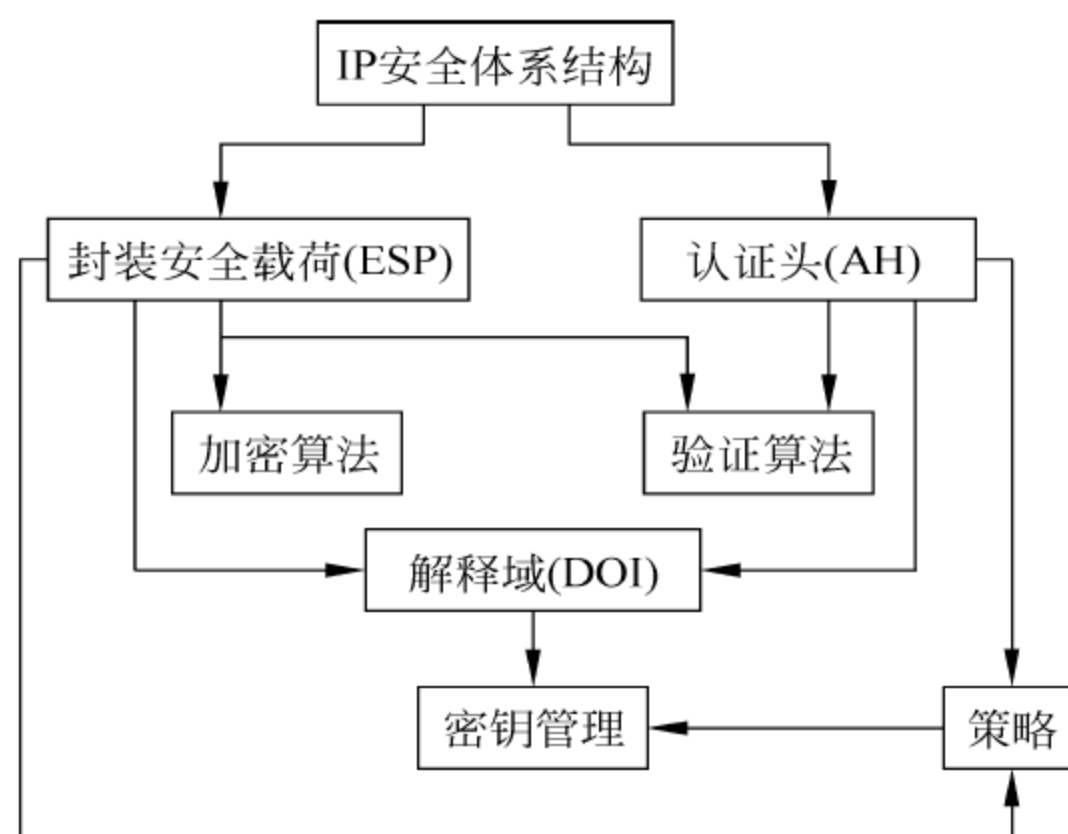 IP安全体系结构
封装安全载荷(ESP)
认证头(AH)
加密算法
验证算法
解释域(DOI)
密钥管理
策略